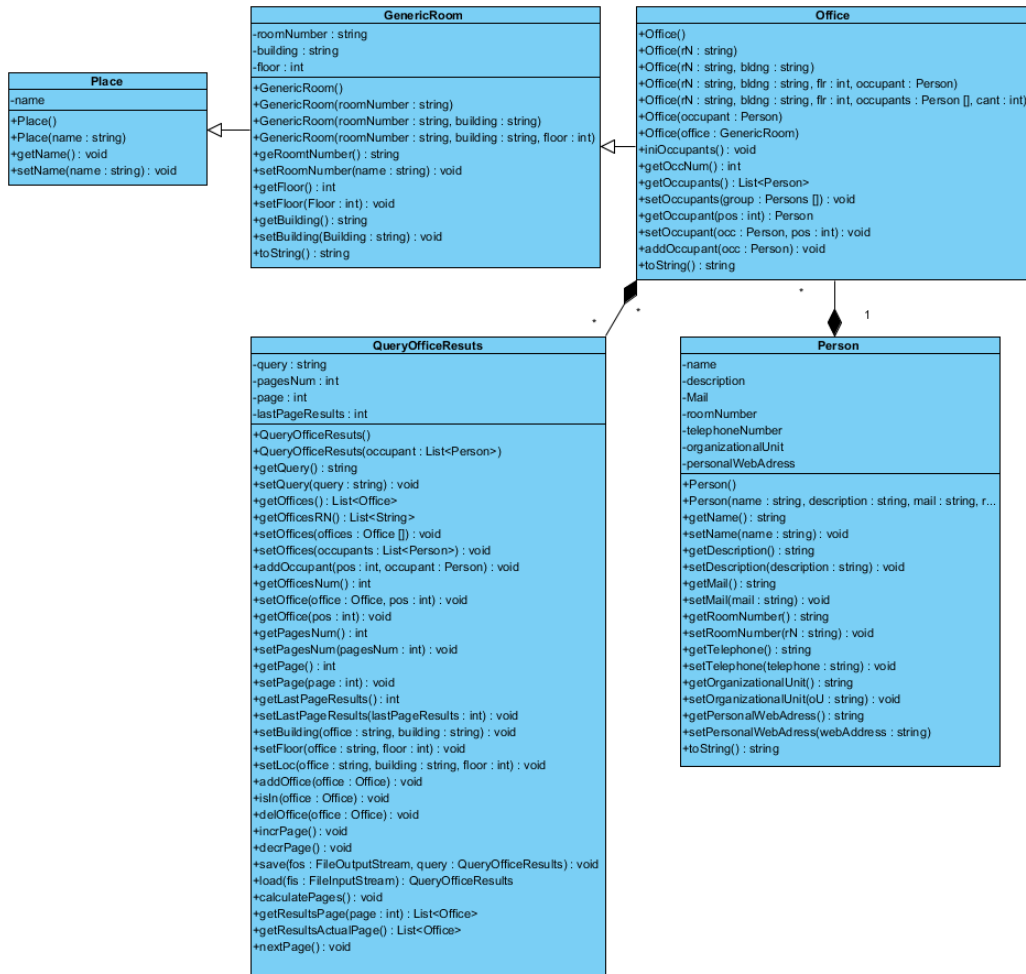 Place
-name
+Place()
+Place(name : string)
+getName() : void
+setName(name : string) : void
GenericRoom
-roomNumber : string
-building : string
-floor : int
+GenericRoom()
+GenericRoom(roomNumber : string)
+GenericRoom(roomNumber : string, building : string)
+GenericRoom(roomNumber : string, building : string, floor : int)
+geRoomtNumber() : string
+setRoomNumber(name : string) : void
+getFloor() : int
+setFloor(Floor : int) : void
+getBuilding() : string
+setBuilding(Building : string) : void
+toString() : string
Office
+Office()
+Office(rN : string)
+Office(rN : string, bldng : string)
+Office(rN : string, bldng : string, flr : int, occupant : Person)
+Office(rN : string, bldng : string, flr : int, occupants : Person [], cant : int)
+Office(occupant : Person)
+Office(office : GenericRoom)
+iniOccupants() : void
+getOccNum() : int
+getOccupants() : List<Person>
+setOccupants(group : Persons []) : void
+getOccupant(pos : int) : Person
+setOccupant(occ : Person, pos : int) : void
+addOccupant(occ : Person) : void
+toString() : string
*
*
*
1
QueryOfficeResuts
-query : string
-pagesNum : int
-page : int
-lastPageResults : int
+QueryOfficeResuts()
+QueryOfficeResuts(occupant : List<Person>)
+getQuery() : string
+setQuery(query : string) : void
+getOffices() : List<Office>
+getOfficesRN() : List<String>
+setOffices(offices : Office []) : void
+setOffices(occupants : List<Person>) : void
+addOccupant(pos : int, occupant : Person) : void
+getOfficesNum() : int
+setOffice(office : Office, pos : int) : void
+getOffice(pos : int) : void
+getPagesNum() : int
+setPagesNum(pagesNum : int) : void
+getPage() : int
+setPage(page : int) : void
+getLastPageResults() : int
+setLastPageResults(lastPageResults : int) : void
+setBuilding(office : string, building : string) : void
+setFloor(office : string, floor : int) : void
+setLoc(office : string, building : string, floor : int) : void
+addOffice(office : Office) : void
+isIn(office : Office) : void
+delOffice(office : Office) : void
+incrPage() : void
+decrPage() : void
+save(fos : FileOutputStream, query : QueryOfficeResults) : void
+load(fis : FileInputStream) : QueryOfficeResults
+calculatePages() : void
+getResultsPage(page : int) : List<Office>
+getResultsActualPage() : List<Office>
+nextPage() : void
Person
-name
-description
-Mail
-roomNumber
-telephoneNumber
-organizationalUnit
-personalWebAdress
+Person()
+Person(name : string, description : string, mail : string, r...
+getName() : string
+setName(name : string) : void
+getDescription() : string
+setDescription(description : string) : void
+getMail() : string
+setMail(mail : string) : void
+getRoomNumber() : string
+setRoomNumber(rN : string) : void
+getTelephone() : string
+setTelephone(telephone : string) : void
+getOrganizationalUnit() : string
+setOrganizationalUnit(oU : string) : void
+getPersonalWebAdress() : string
+setPersonalWebAdress(webAddress : string)
+toString() : string